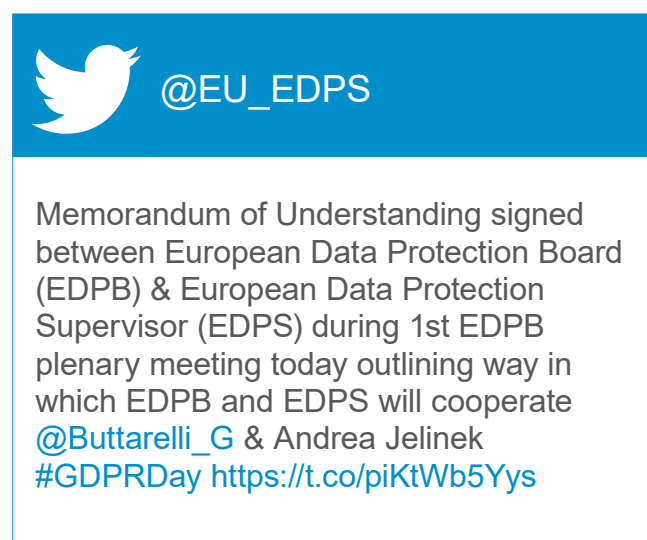 @EU_EDPS
Memorandum of Understanding signed
between European Data Protection Board
(EDPB) & European Data Protection
Supervisor (EDPS) during 1st EDPB
plenary meeting today outlining way in
which EDPB and EDPS will cooperate
@Buttarelli_G & Andrea Jelinek
#GDPRDay https://t.co/piKtWb5Yys